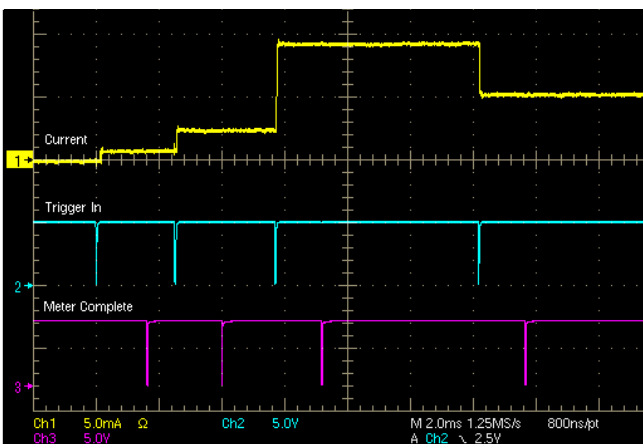 Current
1
Trigger In
2
Meter Complete
3
Ch1 5.0mA Ω Ch2 5.0V M 2.0ms 1.25MS/s 800ns/pt
Ch3 5.0V A Ch2 ↘ 2.5V